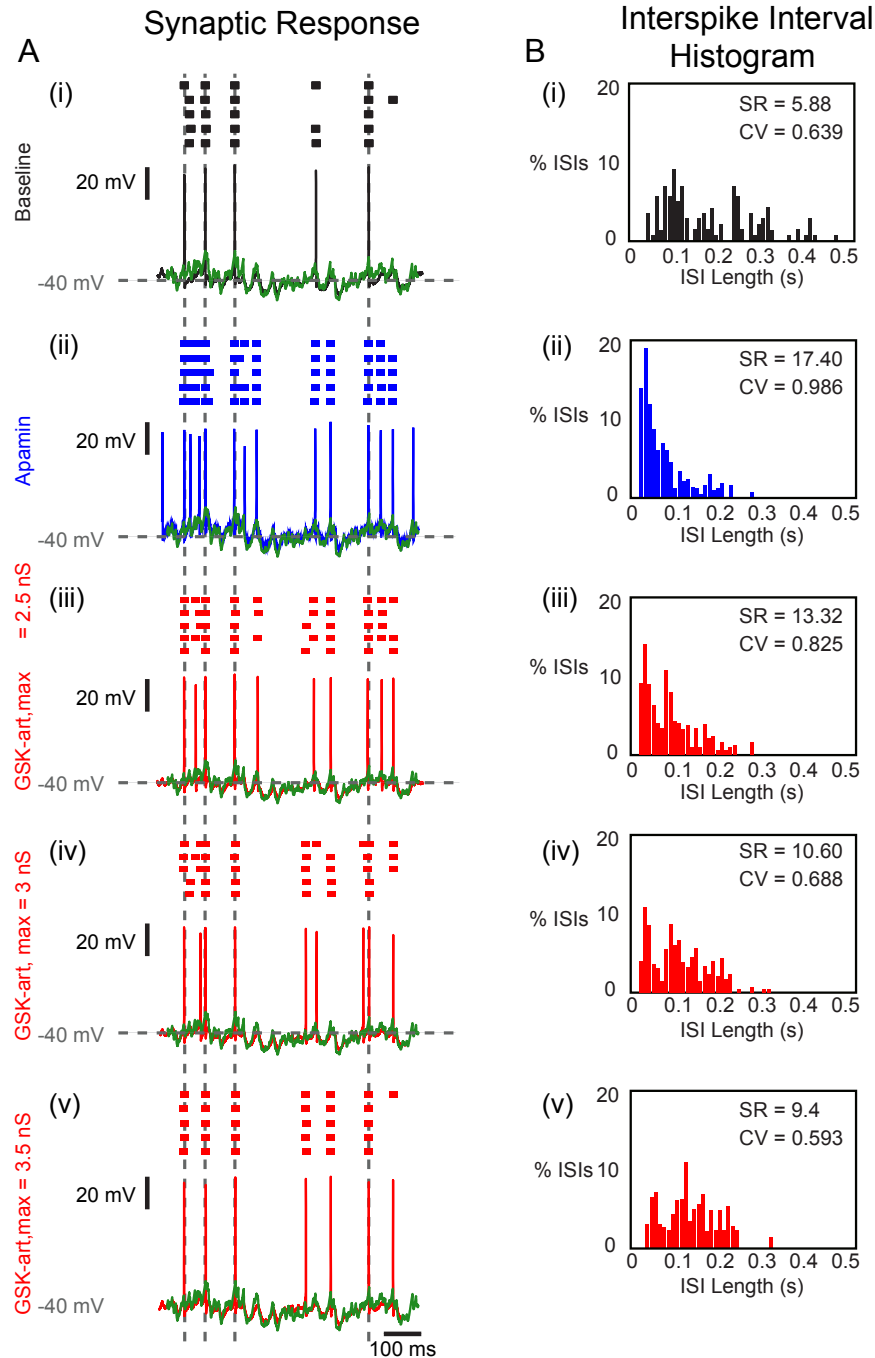 Synaptic Response
Interspike Interval
Histogram
A
B
(i)
Baseline
20 mV
-40 mV
(i)
20
% ISIs
10
0
SR = 5.88
CV = 0.639
0
0.1
0.2
0.3
0.4
0.5
ISI Length (s)
(ii)
Apamin
20 mV
-40 mV
(ii)
20
% ISIs
10
0
SR = 17.40
CV = 0.986
0
0.1
0.2
0.3
0.4
0.5
ISI Length (s)
(iii)
GSK-art,max
= 2.5 nS
20 mV
-40 mV
(iii)
20
% ISIs
10
0
SR = 13.32
CV = 0.825
0
0.1
0.2
0.3
0.4
0.5
ISI Length (s)
(iv)
GSK-art, max = 3 nS
20 mV
-40 mV
(iv)
20
% ISIs
10
0
SR = 10.60
CV = 0.688
0
0.1
0.2
0.3
0.4
0.5
ISI Length (s)
(v)
GSK-art,max = 3.5 nS
20 mV
-40 mV
100 ms
(v)
20
% ISIs
10
0
SR = 9.4
CV = 0.593
0
0.1
0.2
0.3
0.4
0.5
ISI Length (s)